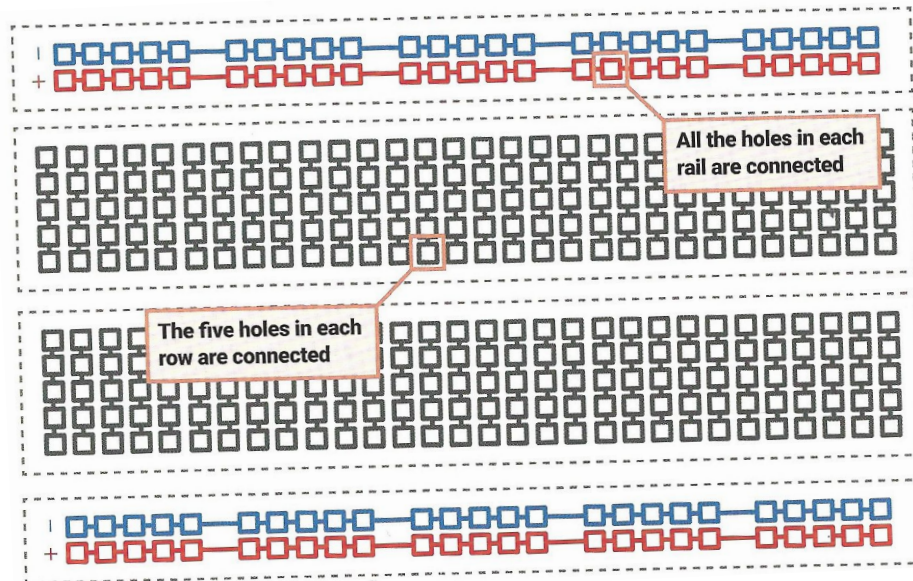 –
+
All the holes in each
rail are connected
The five holes in each
row are connected
–
+